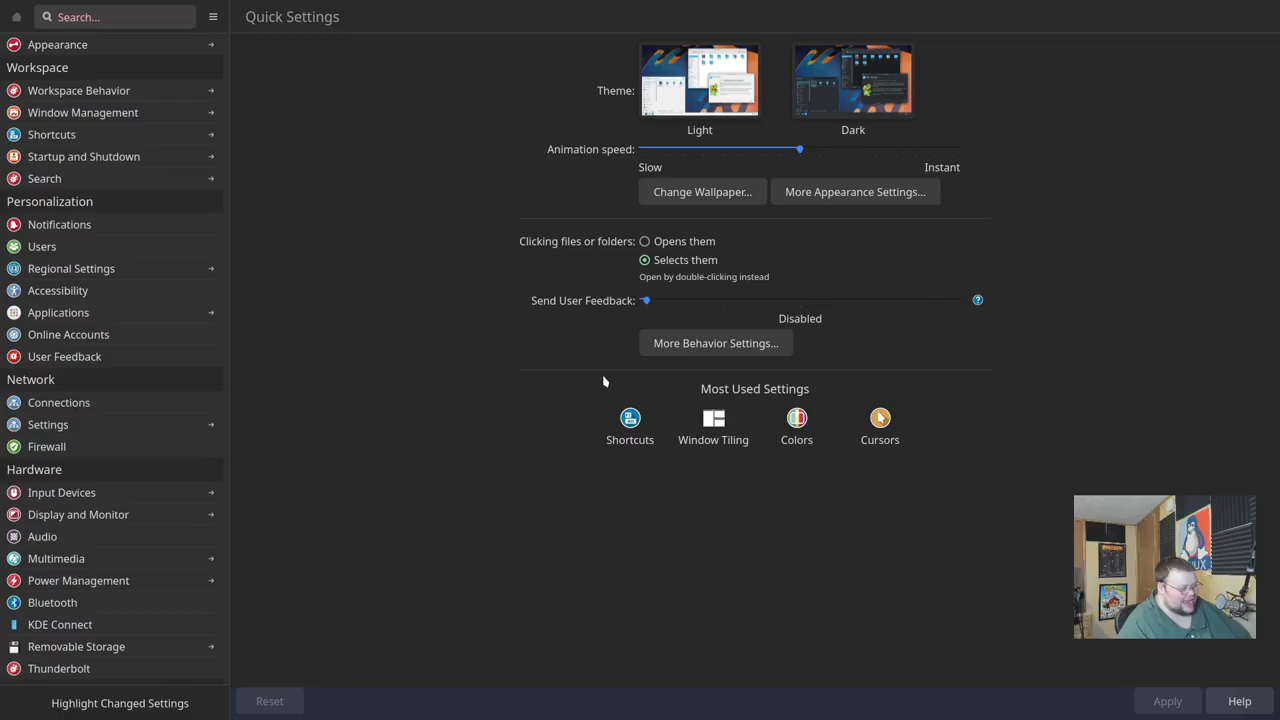 Search...
Quick Settings
Appearance
Workspace
Workspace Behavior
Window Management
Shortcuts
Startup and Shutdown
Search
Personalization
Notifications
Users
Regional Settings
Accessibility
Applications
Online Accounts
User Feedback
Network
Connections
Settings
Firewall
Hardware
Input Devices
Display and Monitor
Audio
Multimedia
Power Management
Bluetooth
KDE Connect
Removable Storage
Thunderbolt
Highlight Changed Settings
Theme:
Light
Dark
Animation speed:
Slow
Instant
Change Wallpaper...
More Appearance Settings...
Clicking files or folders:
Opens them
Selects them
Open by double-clicking instead
Send User Feedback:
Disabled
More Behavior Settings...
Most Used Settings
Shortcuts
Window Tiling
Colors
Cursors
Reset
Apply
Help